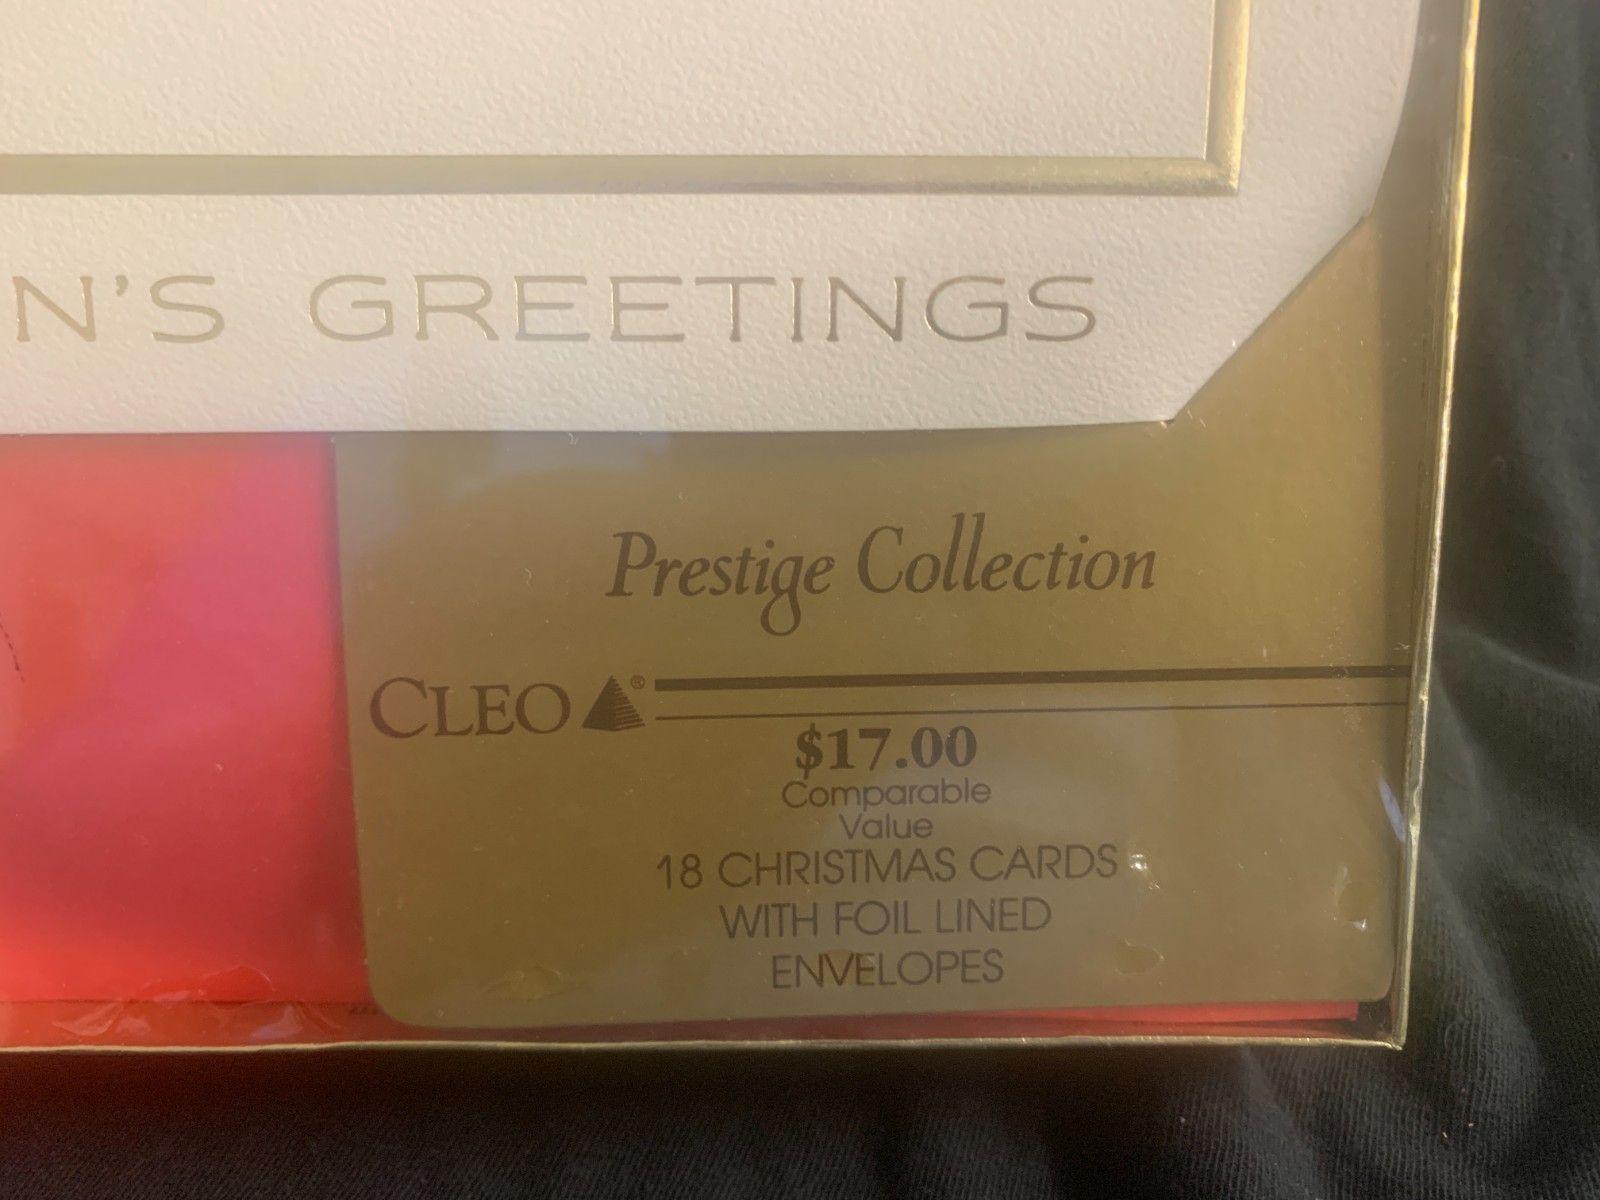 N'S GREETINGS
Prestige Collection
CLEO ®
$17.00
Comparable
Value
18 CHRISTMAS CARDS
WITH FOIL LINED
ENVELOPES